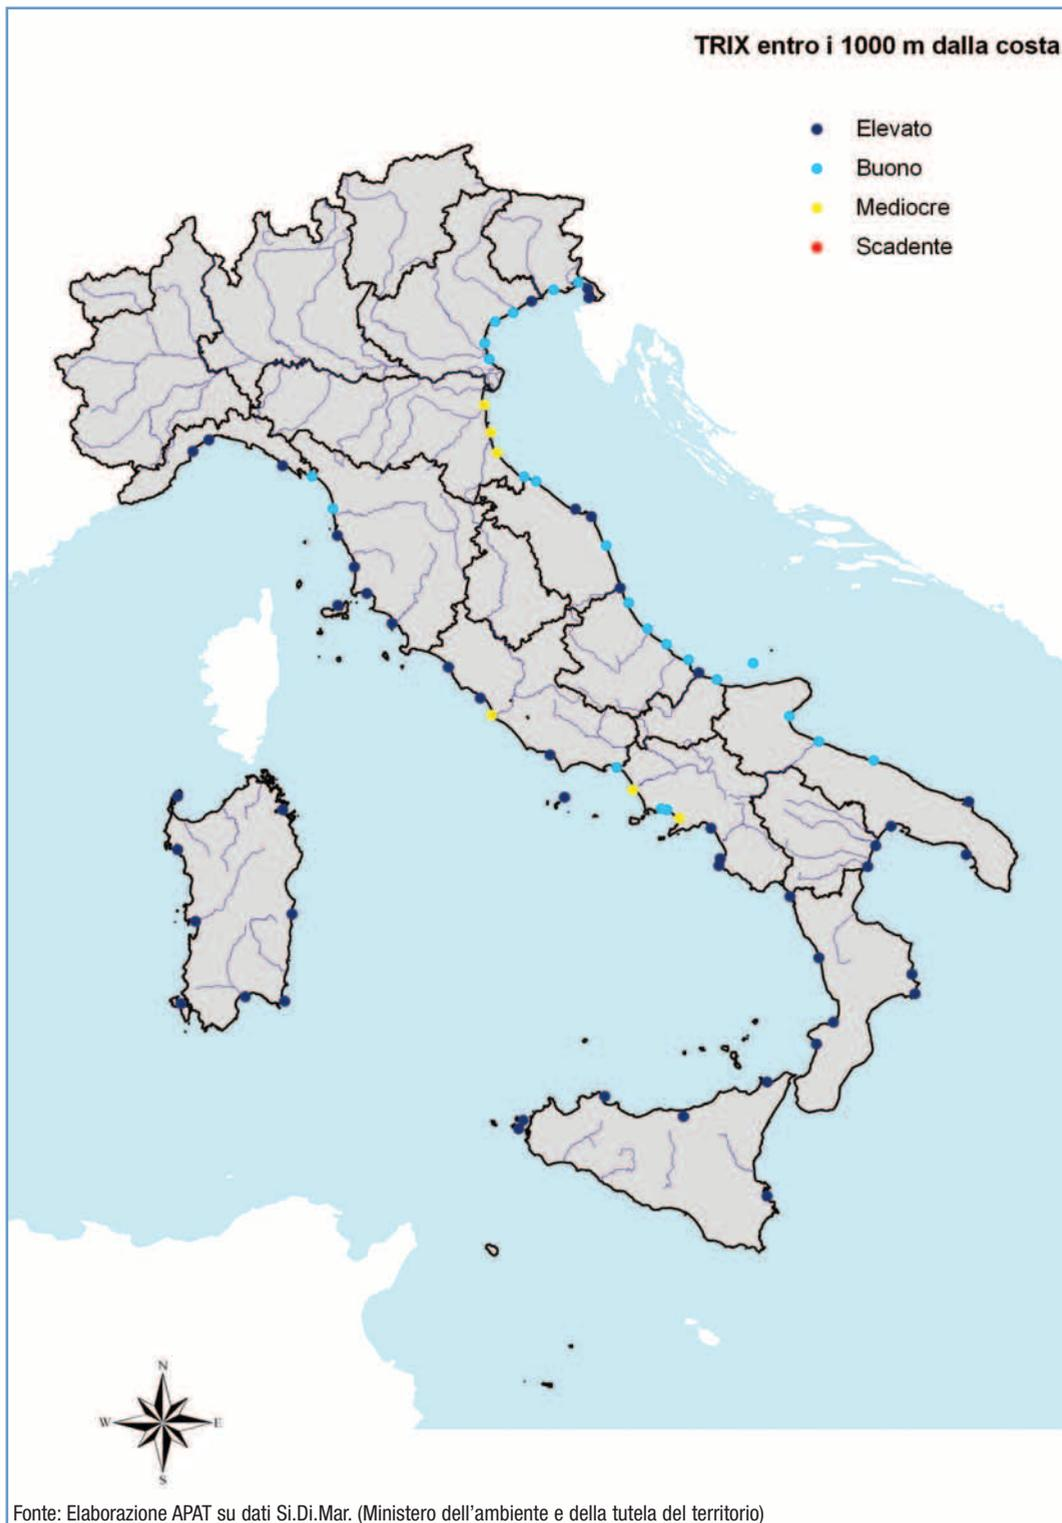 TRIX entro i 1000 m dalla costa
Elevato
Buono
Mediocre
Scadente
N
W E
S
Fonte: Elaborazione APAT su dati Si.Di.Mar. (Ministero dell'ambiente e della tutela del territorio)